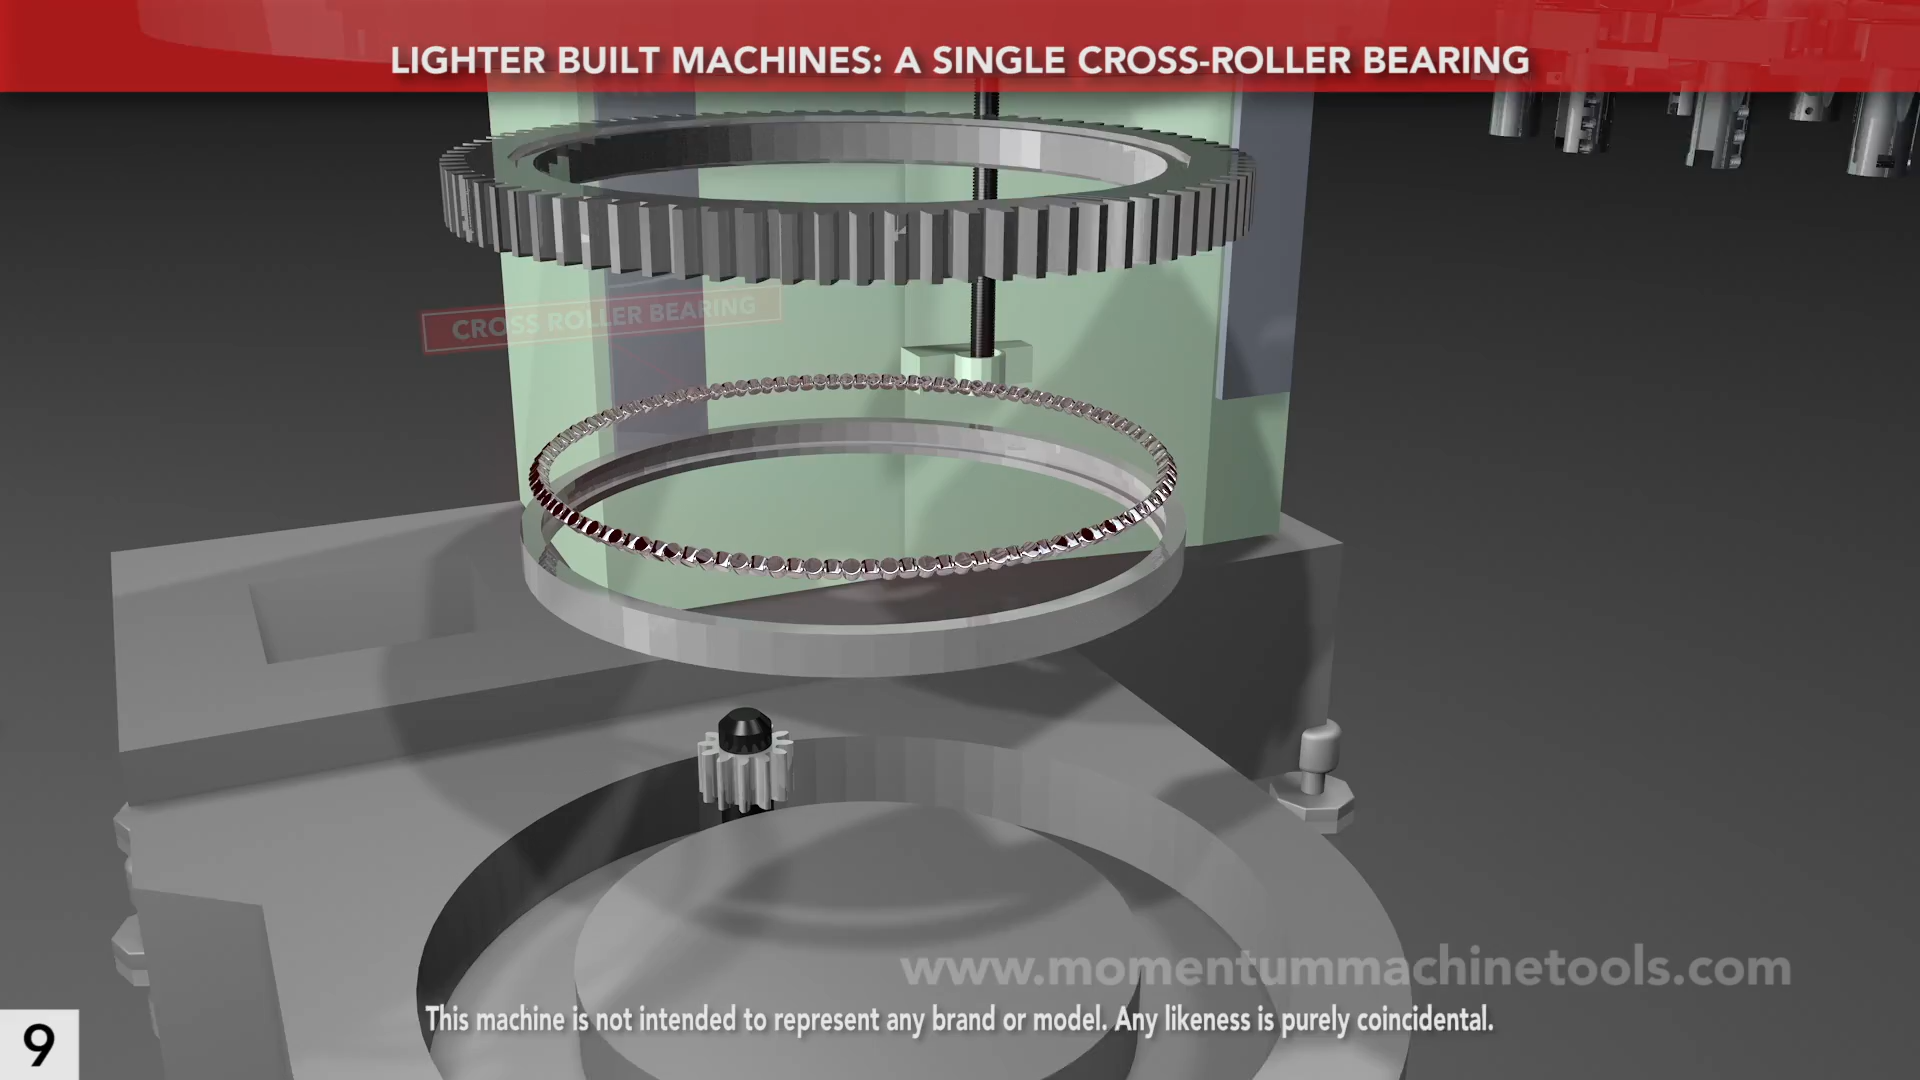 LIGHTER BUILT MACHINES: A SINGLE CROSS-ROLLER BEARING
CROSS ROLLER BEARING
www.momentummachinetools.com
This machine is not intended to represent any brand or model. Any likeness is purely coincidental.
9